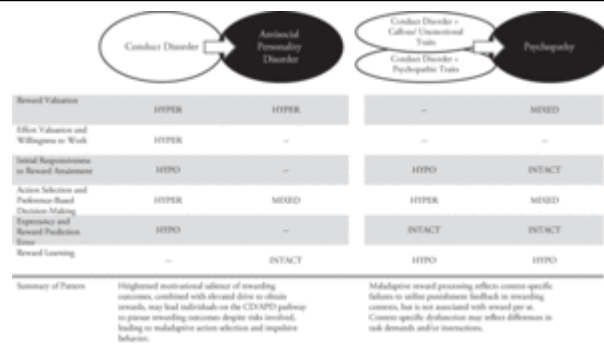 Conduct Disorder
Antisocial
Personality
Disorder
Conduct Disorder +
Callous/ Unemotional
Traits
Conduct Disorder +
Psychopathic Traits
Psychopathy
Reward Valuation
HYPER HYPER – MIXED
Effort Valuation and
Willingness to Work
HYPER – – –
Initial Responsiveness
to Reward Attainment
HYPO – HYPO INTACT
Action Selection and
Preference-Based
Decision-Making
HYPER MIXED HYPER MIXED
Expectancy and
Reward Prediction
Error
HYPO – INTACT INTACT
Reward Learning
– INTACT HYPO HYPO
Summary of Pattern
Heightened motivational salience of rewarding
outcomes, combined with elevated drive to obtain
rewards, may lead individuals on the CD/APD pathway
to pursue rewarding outcomes despite risks involved,
leading to maladaptive action selection and impulsive
behavior.
Maladaptive reward processing reflects context-specific
failures to utilize punishment feedback in rewarding
contexts, but is not associated with reward per se.
Context-specific dysfunction may reflect differences in
task demands and/or instructions.